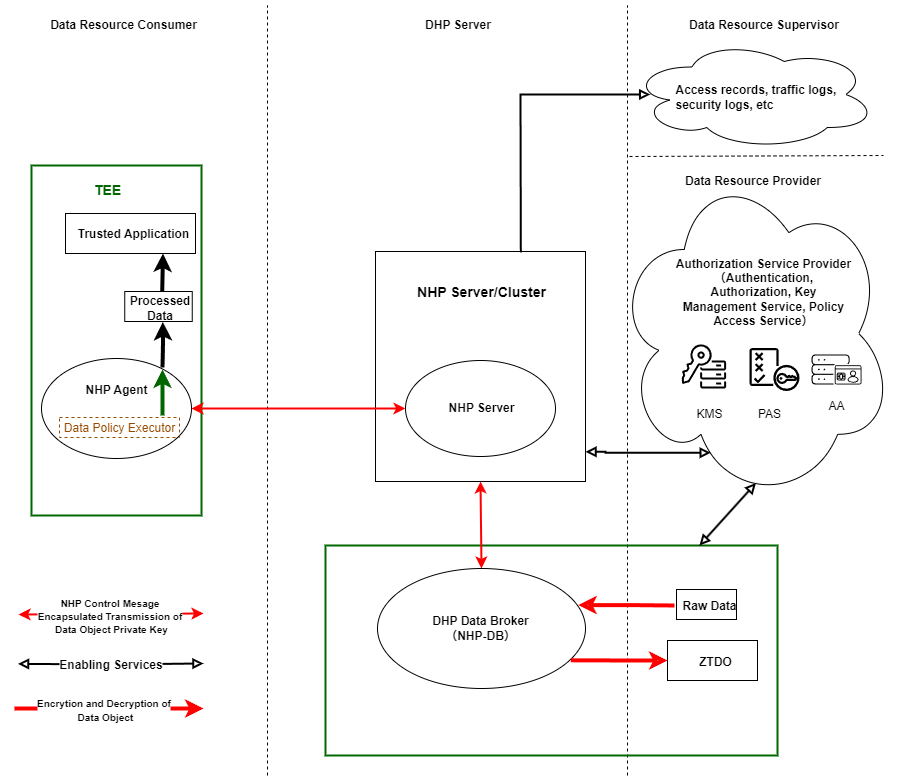 Data Resource Consumer
DHP Server
Data Resource Supervisor
Access records, traffic logs,
security logs, etc
Data Resource Provider
TEE
Trusted Application
Processed
Data
NHP Agent
Data Policy Executor
NHP Server/Cluster
NHP Server
Authorization Service Provider
（Authentication,
Authorization, Key
Management Service, Policy
Access Service）
KMS
PAS
AA
DHP Data Broker
（NHP-DB）
Raw Data
ZTDO
NHP Control Mesage
Encapsulated Transmission of
Data Object Private Key
Enabling Services
Encrytion and Decryption of
Data Object